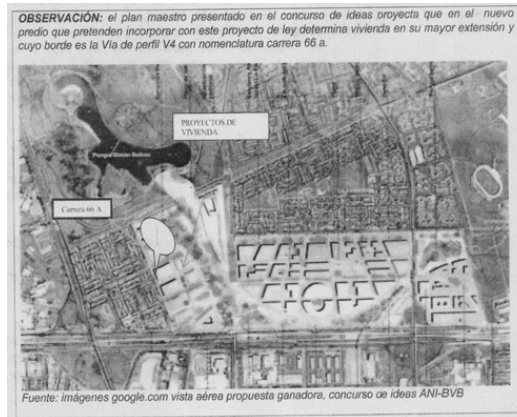 OBSERVACIÓN: el plan maestro presentado en el concurso de ideas proyecta que en el nuevo
predio que pretenden incorporar con este proyecto de ley determina vivienda en su mayor extensión y
cuyo borde es la Vía de perfil V4 con nomenclatura carrera 66 a.
PROYECTOS DE
VIVIENDA
Parque Simón Bolívar
Carrera 66 A
Fuente: imágenes google.com vista aérea propuesta ganadora, concurso de ideas ANI-BVB